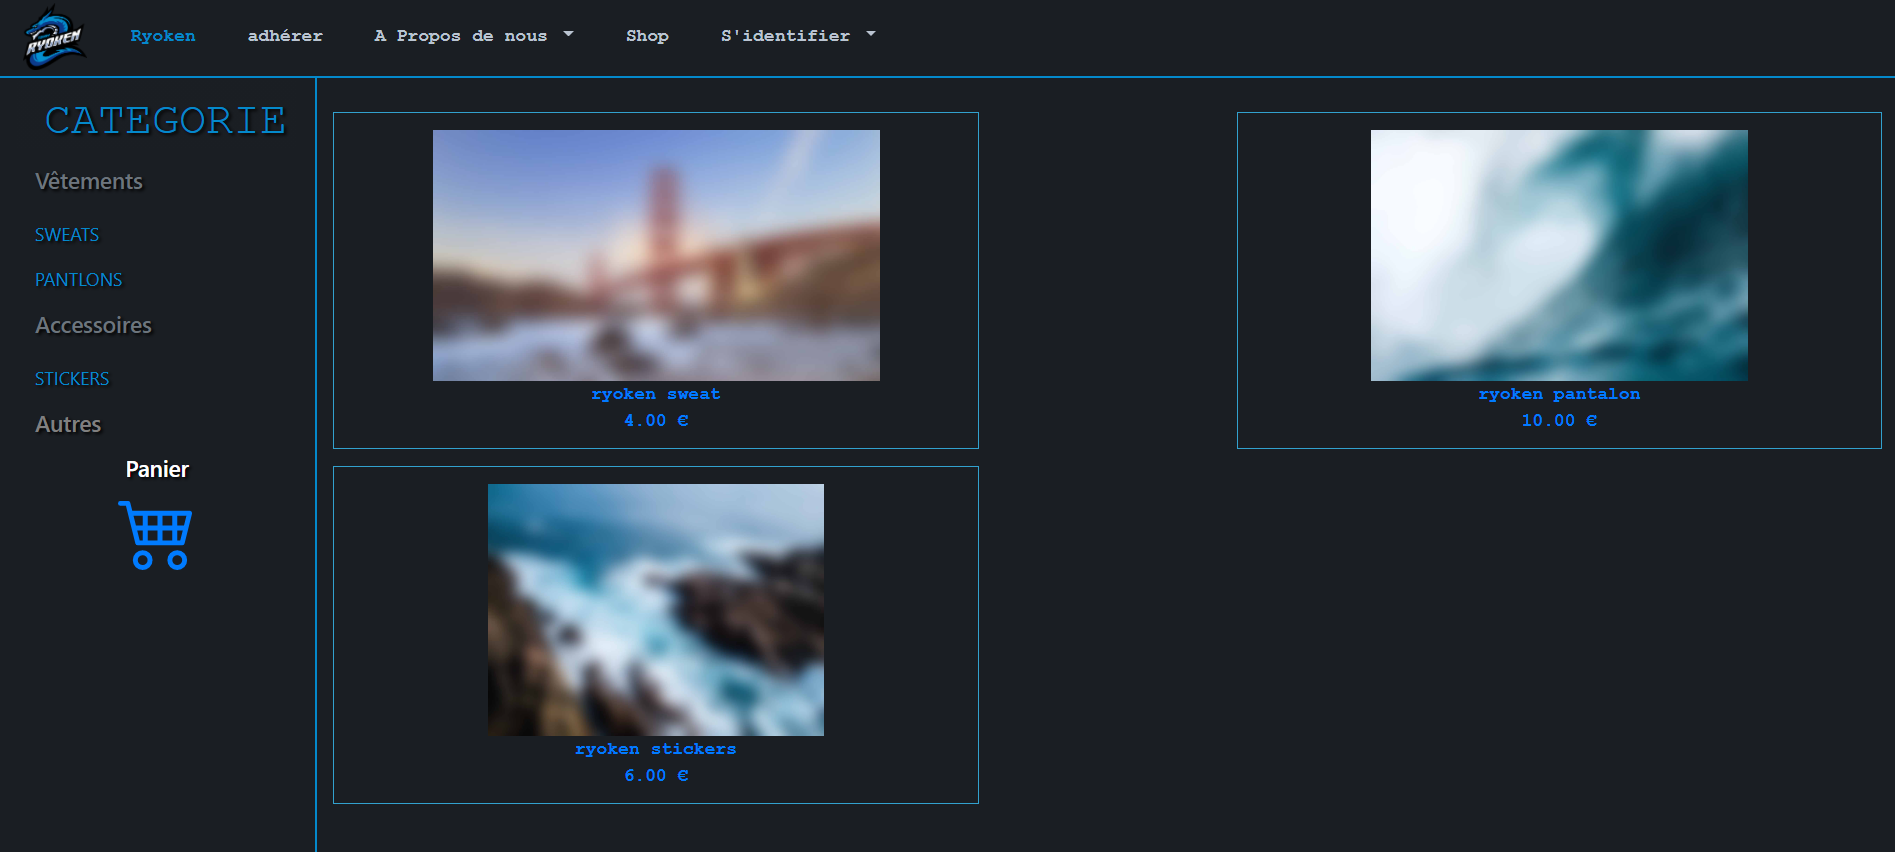 RYOKEN
Ryoken adhérer A Propos de nous Shop S'identifier
CATEGORIE
Vêtements
SWEATS
PANTLONS
Accessoires
STICKERS
Autres
Panier
ryoken sweat
4.00 €
ryoken pantalon
10.00 €
ryoken stickers
6.00 €